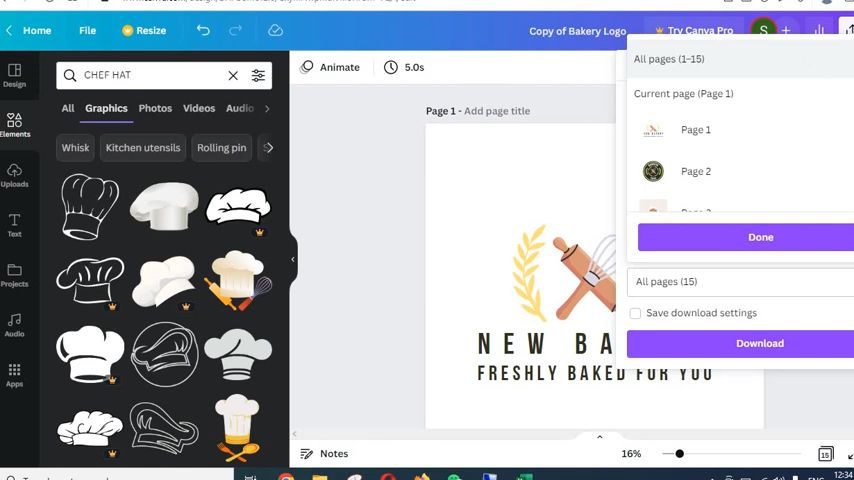 Home
File
Resize
Copy of Bakery Logo
Try Canva Pro
S
Design
Elements
Uploads
Text
Projects
Audio
Apps
CHEF HAT
All
Graphics
Photos
Videos
Audio
Whisk
Kitchen utensils
Rolling pin
Animate
5.0s
Page 1 - Add page title
NEW BA
FRESHLY BAKED FOR YOU
All pages (1-15)
Current page (Page 1)
Page 1
Page 2
Done
All pages (15)
Save download settings
Download
Notes
16%
15
12:34